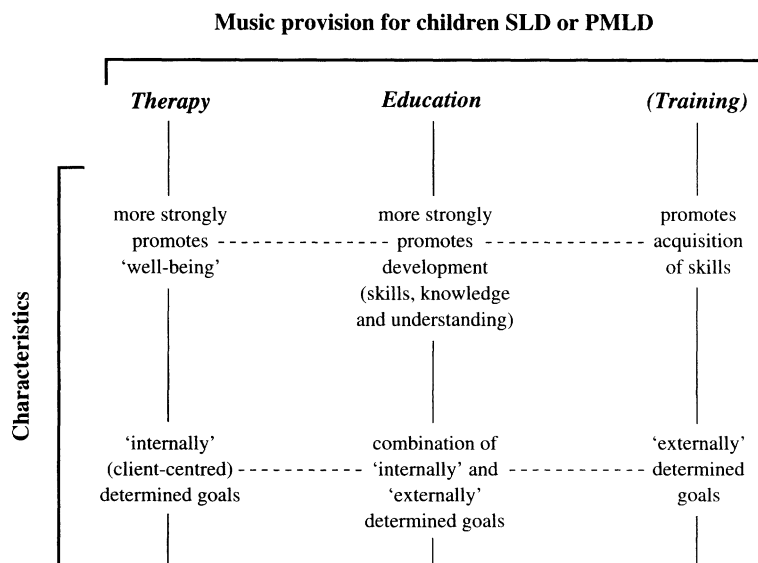 Music provision for children SLD or PMLD
Therapy
Education
(Training)
Characteristics
more strongly
promotes
‘well-being’
more strongly
promotes
development
(skills, knowledge
and understanding)
promotes
acquisition
of skills
‘internally’
(client-centred)
determined goals
combination of
‘internally’ and
‘externally’
determined goals
‘externally’
determined
goals